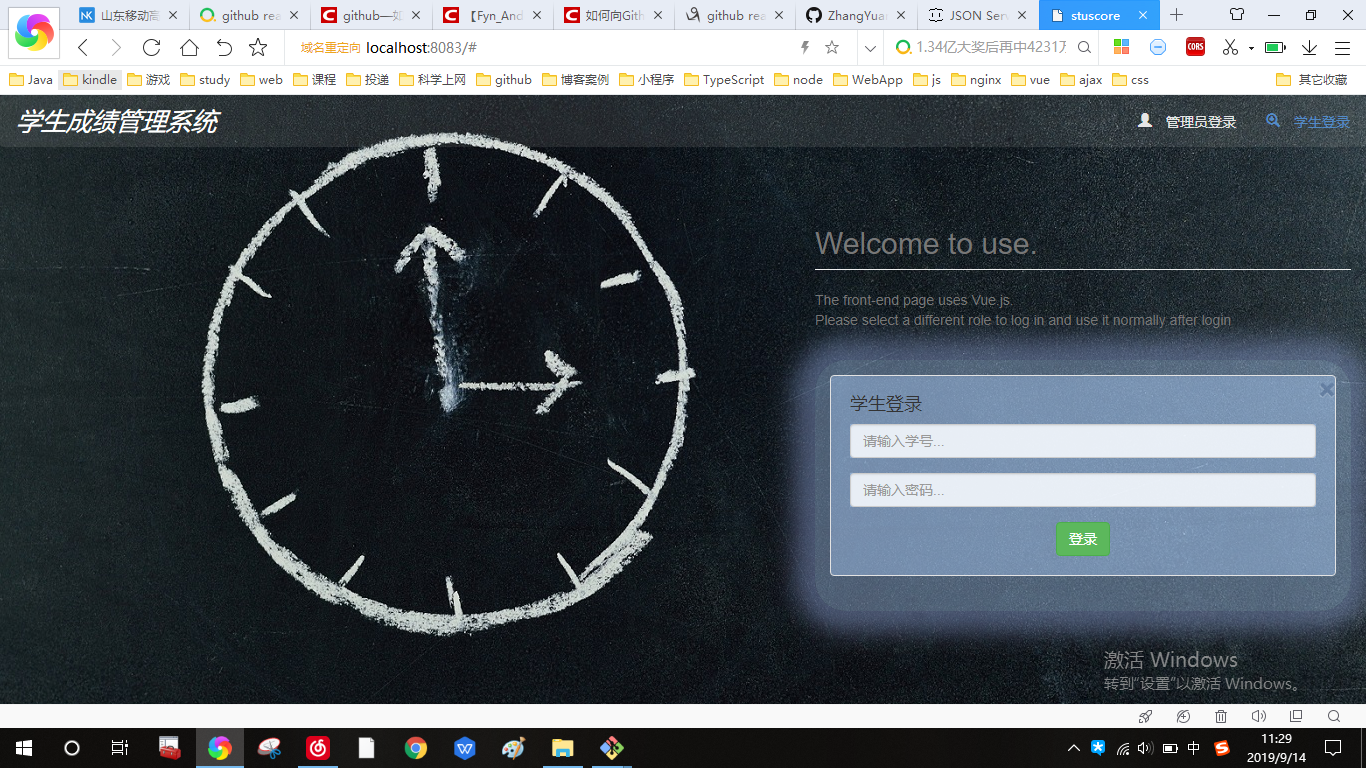 山东移动高
github rea
github—如
【Fyn_And
如何向Gith
github rea
ZhangYuan
JSON Serv
stuscore
域名重定向 localhost:8083/#
1.34亿大奖后再中4231万
CORS
Java kindle 游戏 study web 课程 投递 科学上网 github 博客案例 小程序 TypeScript node WebApp js nginx vue ajax css 其它收藏
学生成绩管理系统
管理员登录 学生登录
Welcome to use.
The front-end page uses Vue.js.
Please select a different role to log in and use it normally after login
学生登录
请输入学号...
请输入密码...
登录
激活 Windows
转到"设置"以激活 Windows。
中
11:29
2019/9/14